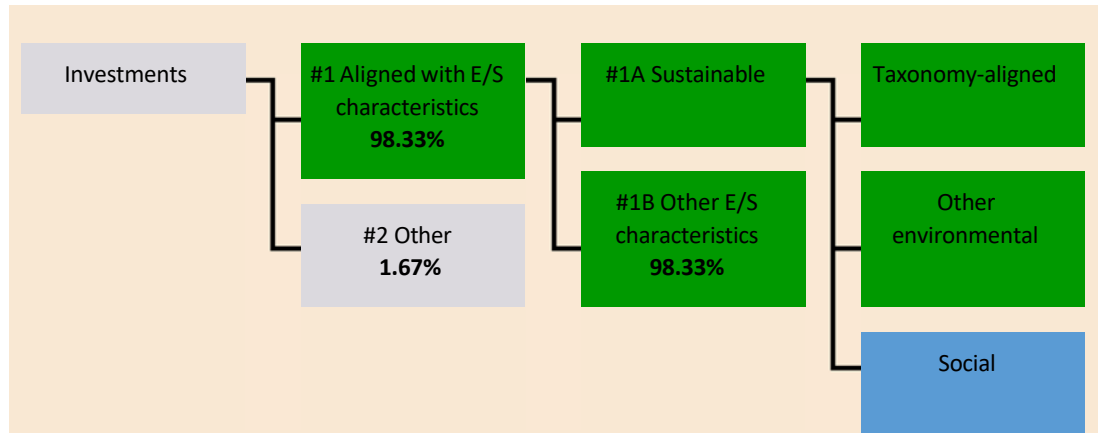 Investments
#1 Aligned with E/S
characteristics
98.33%
#2 Other
1.67%
#1A Sustainable
#1B Other E/S
characteristics
98.33%
Taxonomy-aligned
Other
environmental
Social